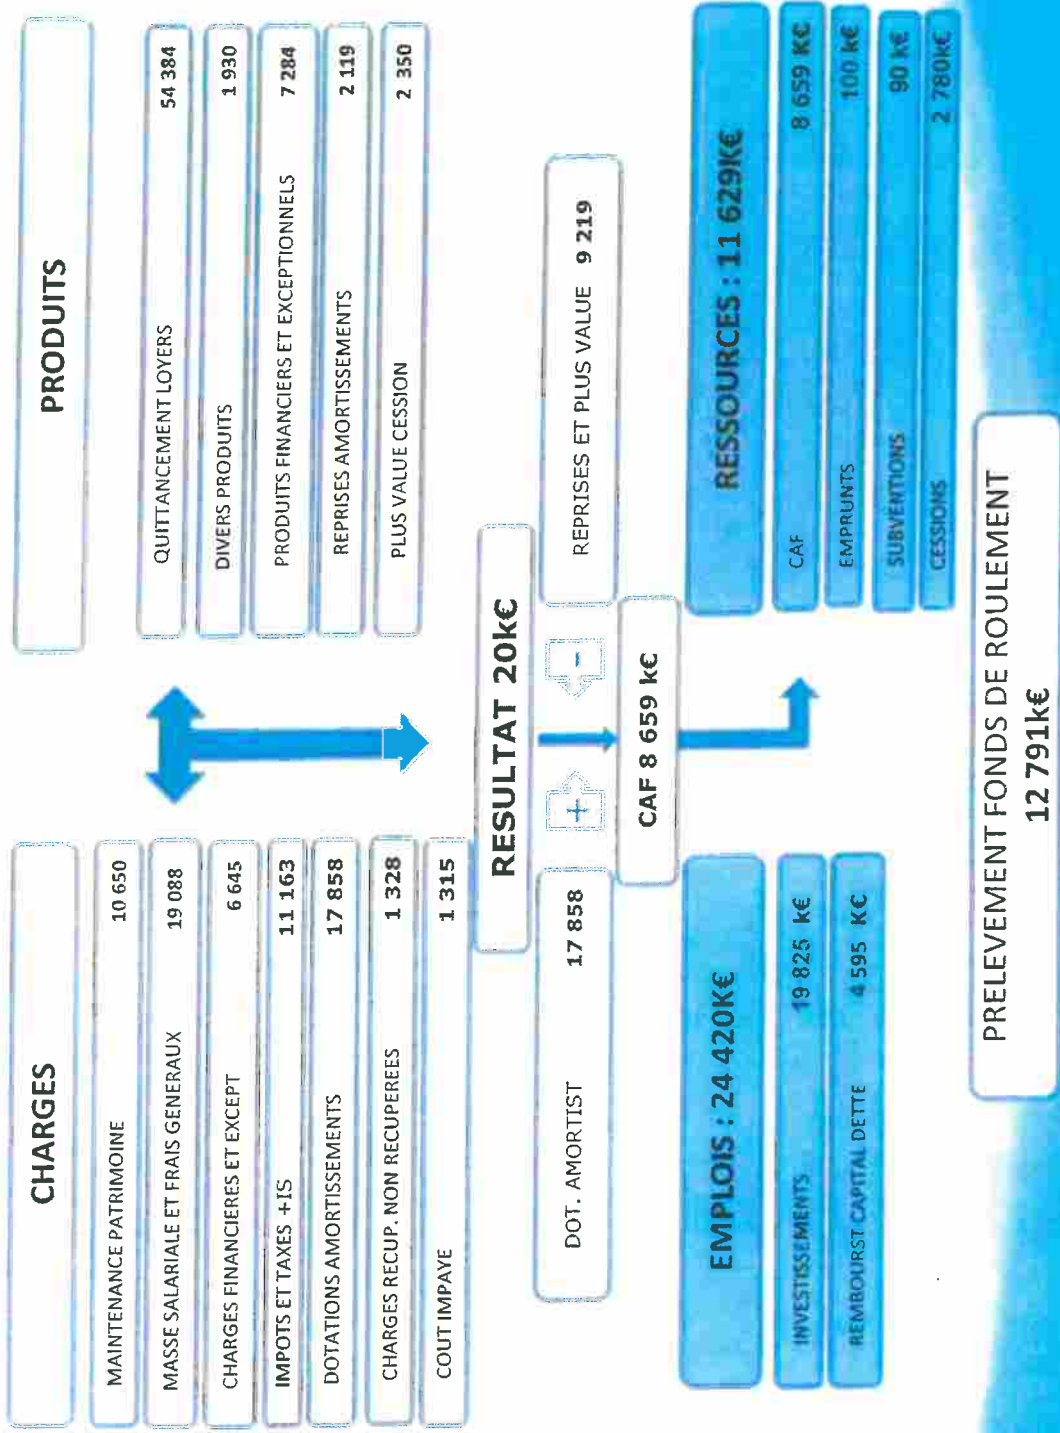 CHARGES
MAINTENANCE PATRIMOINE 10 650
MASSE SALARIALE ET FRAIS GENERAUX 19 088
CHARGES FINANCIERES ET EXCEPT 6 645
IMPOTS ET TAXES +IS 11 163
DOTATIONS AMORTISSEMENTS 17 858
CHARGES RECUP. NON RECUPEREES 1 328
COUT IMPAYE 1 315
PRODUITS
QUITTANCEMENT LOYERS 54 384
DIVERS PRODUITS 1 930
PRODUITS FINANCIERS ET EXCEPTIONNELS 7 284
REPRISES AMORTISSEMENTS 2 119
PLUS VALUE CESSION 2 350
RESULTAT 20k€
DOT. AMORTIST 17 858
+
-
REPRISES ET PLUS VALUE 9 219
CAF 8 659 k€
EMPLOIS : 24 420K€
INVESTISSEMENTS 19 825 k€
REMBOURST CAPITAL DETTE 4 595 K€
RESSOURCES : 11 629K€
CAF 8 659 K€
EMPRUNTS 100 k€
SUBVENTIONS 90 k€
CESSIONS 2 780k€
PRELEVEMENT FONDS DE ROULEMENT
12 791k€